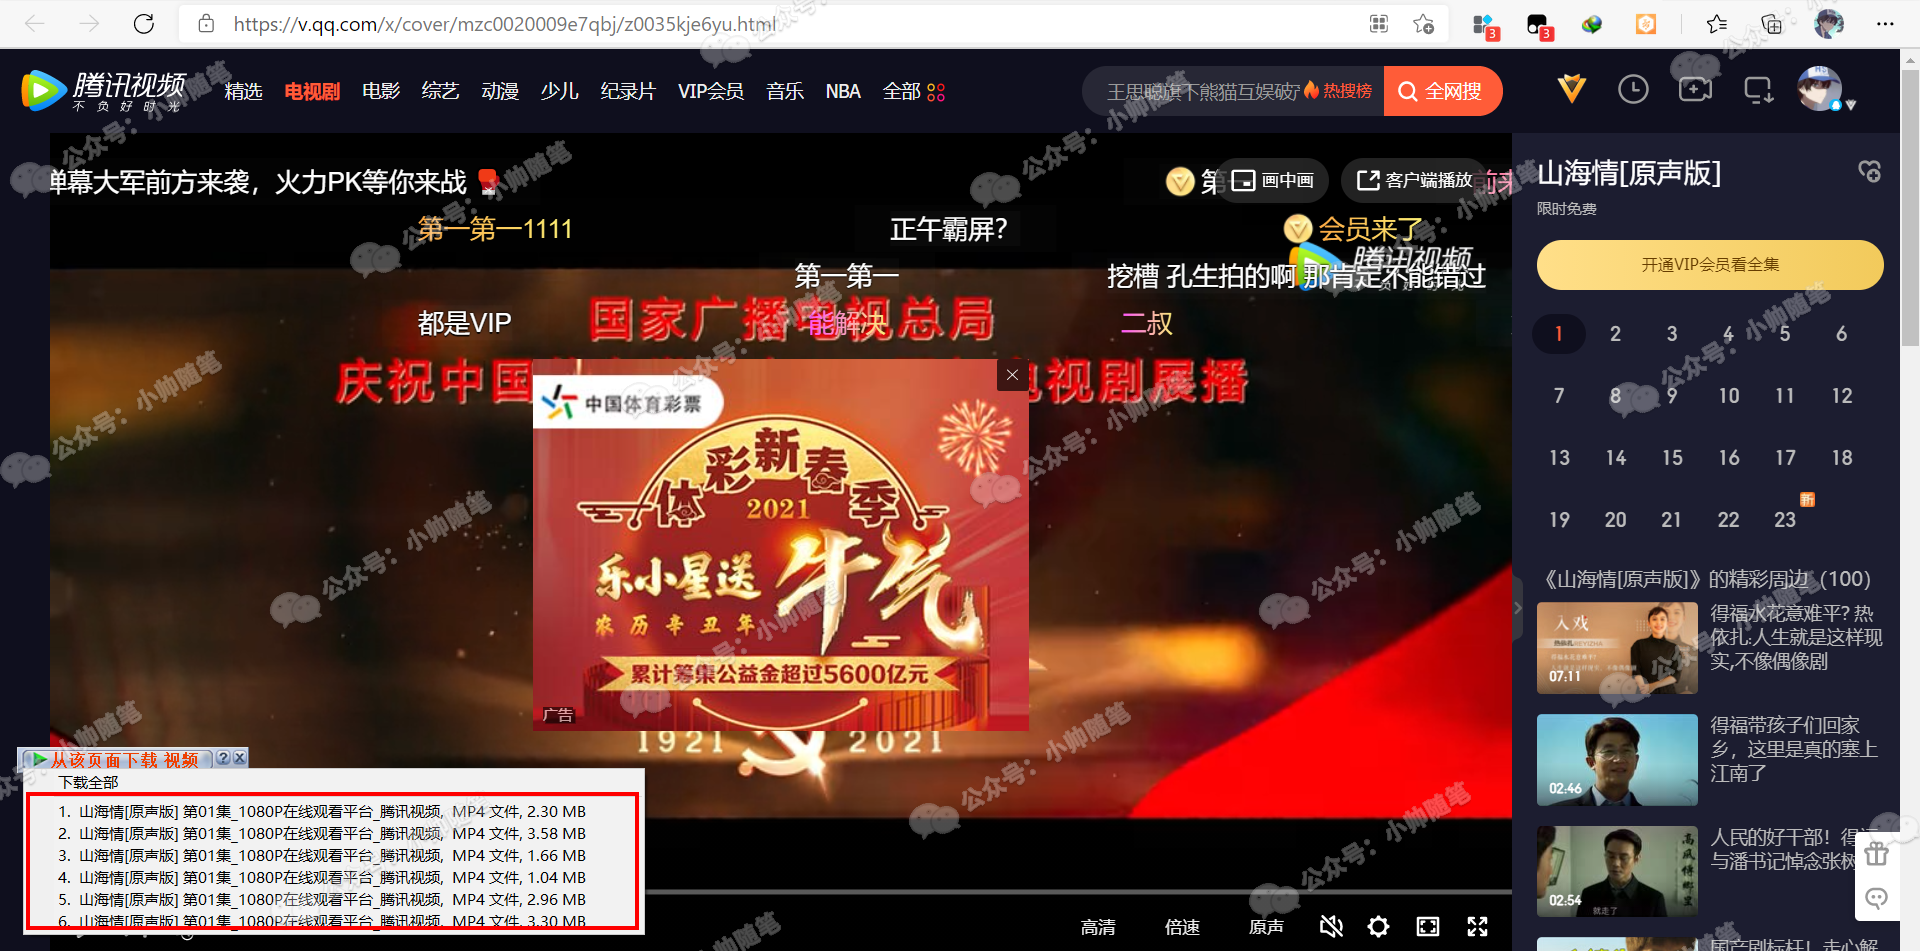 https://v.qq.com/x/cover/mzc0020009e7qbj/z0035kje6yu.html
3
3
腾讯视频
不负好时光
精选 电视剧 电影 综艺 动漫 少儿 纪录片 VIP会员 音乐 NBA 全部
王思聪旗下熊猫互娱破 热搜榜 全网搜
弹幕大军前方来袭，火力PK等你来战
第
画中画
客户端播放
前来
第一第一1111
正午霸屏?
会员来了
腾讯视频
第一第一
挖槽 孔生拍的啊 那肯定不能错过
都是VIP
能解决
二叔
国家广播电视总局
庆祝中国
电视剧展播
中国体育彩票
体彩新春季
2021
乐小星送牛气
农历辛丑年
累计筹集公益金超过5600亿元
广告
1921 2021
从该页面下载 视频 ? x
下载全部
1. 山海情[原声版] 第01集_1080P在线观看平台_腾讯视频, MP4 文件, 2.30 MB
2. 山海情[原声版] 第01集_1080P在线观看平台_腾讯视频, MP4 文件, 3.58 MB
3. 山海情[原声版] 第01集_1080P在线观看平台_腾讯视频, MP4 文件, 1.66 MB
4. 山海情[原声版] 第01集_1080P在线观看平台_腾讯视频, MP4 文件, 1.04 MB
5. 山海情[原声版] 第01集_1080P在线观看平台_腾讯视频, MP4 文件, 2.96 MB
6. 山海情[原声版] 第01集_1080P在线观看平台_腾讯视频, MP4 文件, 3.30 MB
高清 倍速 原声
山海情[原声版]
限时免费
开通VIP会员看全集
1 2 3 4 5 6
7 8 9 10 11 12
13 14 15 16 17 18
新
19 20 21 22 23
《山海情[原声版]》的精彩周边（100）
入戏
07:11
得福水花意难平? 热
依扎:人生就是这样现
实,不像偶像剧
02:46
得福带孩子们回家
乡，这里是真的塞上
江南了
02:54
就走了
人民的好干部！得福
与潘书记悼念张树
国产剧标杆！走心解
公众号：小帅随笔